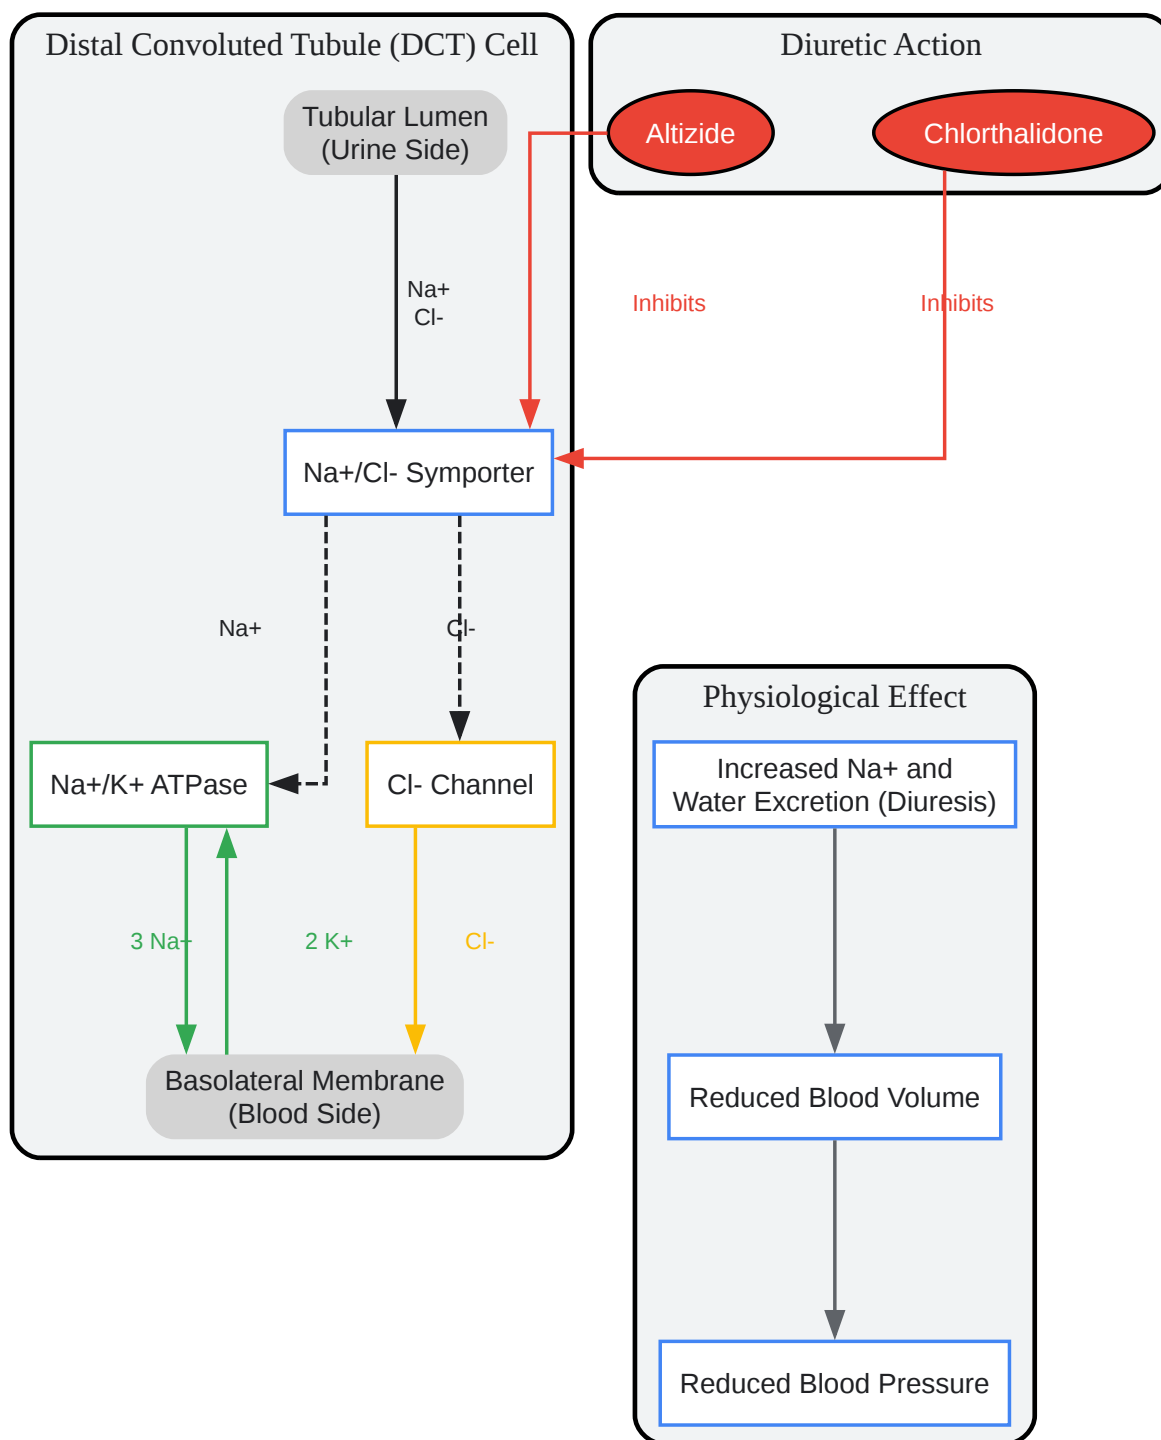 Distal Convoluted Tubule (DCT) Cell
Tubular Lumen
(Urine Side)
Na+
Cl-
Na+/Cl- Symporter
Na+
Cl-
Na+/K+ ATPase
Cl- Channel
3 Na+
2 K+
Cl-
Basolateral Membrane
(Blood Side)
Diuretic Action
Altizide
Chlorthalidone
Inhibits
Inhibits
Physiological Effect
Increased Na+ and
Water Excretion (Diuresis)
Reduced Blood Volume
Reduced Blood Pressure